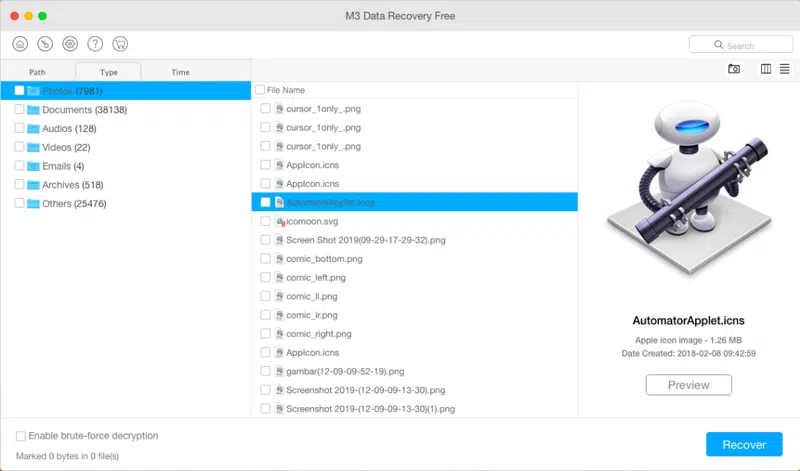 M3 Data Recovery Free
Search
Path
Type
Time
Photos (7981)
Documents (38138)
Audios (128)
Videos (22)
Emails (4)
Archives (518)
Others (25476)
File Name
cursor_1only_.png
cursor_1only_.png
cursor_1only_.png
AppIcon.icns
AppIcon.icns
AutomatorApplet.icns
icomoon.svg
Screen Shot 2019(09-29-17-29-32).png
comic_bottom.png
comic_left.png
comic_ll.png
comic_lr.png
comic_right.png
AppIcon.icns
gambar(12-09-09-52-19).png
Screenshot 2019-(12-09-09-13-30).png
Screenshot 2019-(12-09-09-13-30)(1).png
AutomatorApplet.icns
Apple icon image - 1.26 MB
Date Created: 2018-02-08 09:42:59
Preview
Enable brute-force decryption
Marked 0 bytes in 0 file(s)
Recover